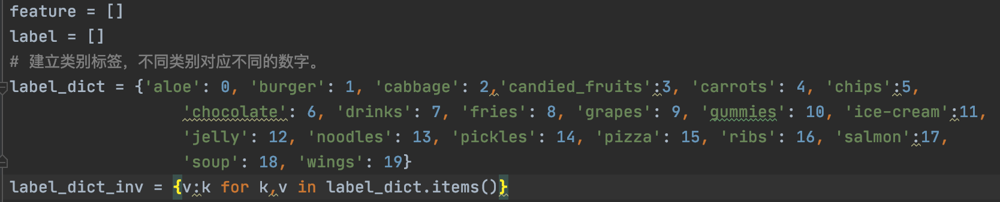 feature = []
label = []
# 建立类别标签，不同类别对应不同的数字。
label_dict = {'aloe': 0, 'burger': 1, 'cabbage': 2,'candied_fruits':3, 'carrots': 4, 'chips':5,
'chocolate': 6, 'drinks': 7, 'fries': 8, 'grapes': 9, 'gummies': 10, 'ice-cream':11,
'jelly': 12, 'noodles': 13, 'pickles': 14, 'pizza': 15, 'ribs': 16, 'salmon':17,
'soup': 18, 'wings': 19}
label_dict_inv = {v:k for k,v in label_dict.items()}